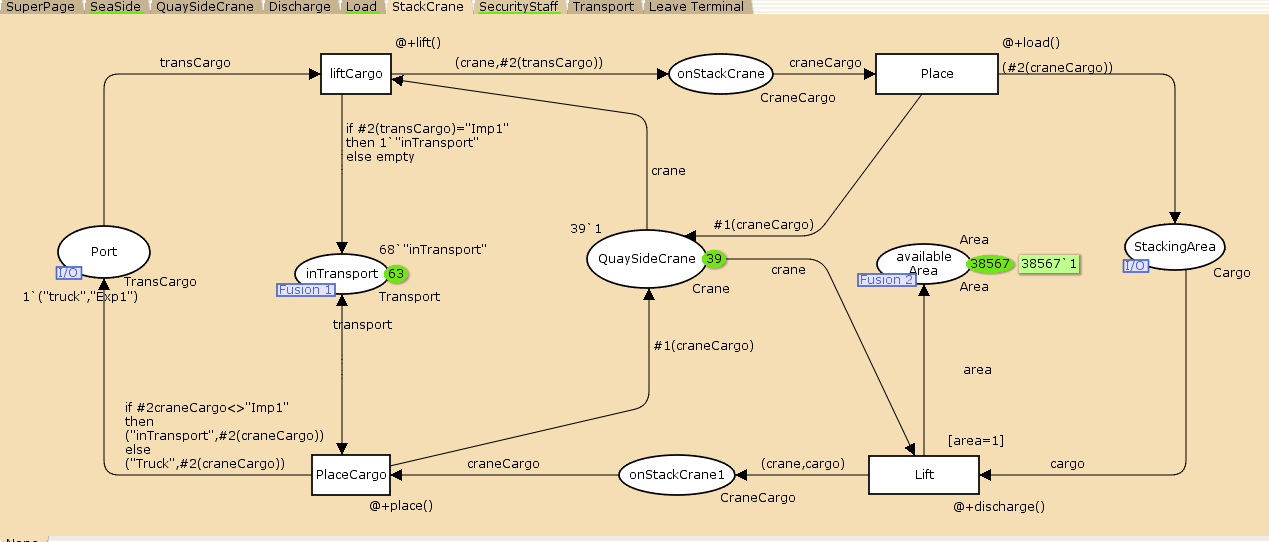 SuperPage SeaSide QuaySideCrane Discharge Load StackCrane SecurityStaff Transport Leave Terminal
@+lift()
@+load()
transCargo
liftCargo
(crane,#2(transCargo))
onStackCrane
craneCargo
Place
(#2(craneCargo))
CraneCargo
if #2(transCargo)="Imp1"
then 1`"inTransport"
else empty
crane
39`1
#1(craneCargo)
Port
I/O
TransCargo
1`("truck","Exp1")
68`"inTransport"
inTransport
63
Fusion 1
Transport
transport
QuaySideCrane
39
Crane
crane
Area
available
Area
38567
38567`1
Fusion 2
Area
StackingArea
I/O
Cargo
#1(craneCargo)
area
if #2craneCargo<>"Imp1"
then
("inTransport",#2(craneCargo))
else
("Truck",#2(craneCargo))
[area=1]
PlaceCargo
craneCargo
onStackCrane1
(crane,cargo)
Lift
cargo
CraneCargo
@+place()
@+discharge()